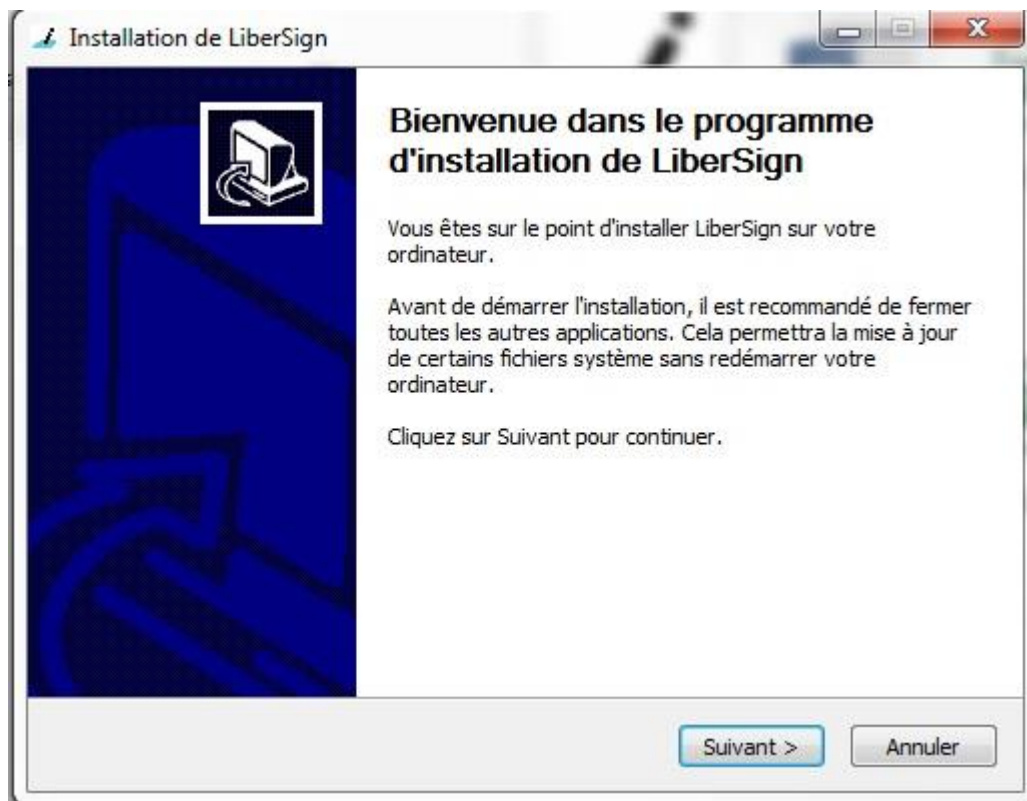 Installation de LiberSign
Bienvenue dans le programme
d'installation de LiberSign
Vous êtes sur le point d'installer LiberSign sur votre
ordinateur.
Avant de démarrer l'installation, il est recommandé de fermer
toutes les autres applications. Cela permettra la mise à jour
de certains fichiers système sans redémarrer votre
ordinateur.
Cliquez sur Suivant pour continuer.
Suivant >
Annuler